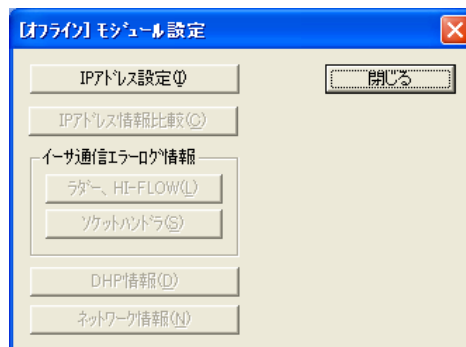 [オフライン] モジュール設定
IPアドレス設定(I)
閉じる
IPアドレス情報比較(C)
イーサ通信エラーログ情報
ラダー、HI-FLOW(L)
ソケットハンドラ(S)
DHP情報(D)
ネットワーク情報(N)